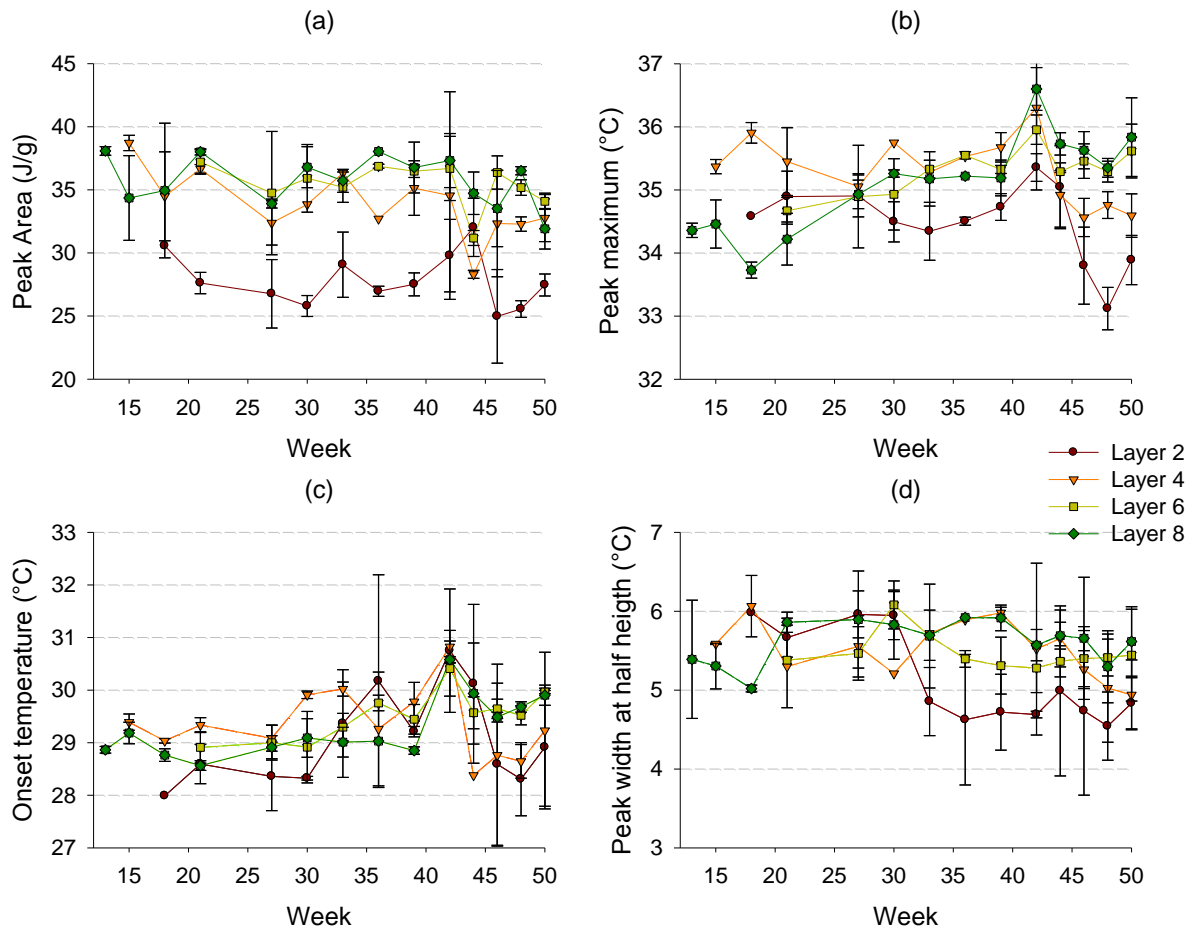 (a)
Peak Area (J/g)
45
40
35
30
25
20
15 20 25 30 35 40 45 50
Week
(b)
Peak maximum (°C)
37
36
35
34
33
32
15 20 25 30 35 40 45 50
Week
Layer 2
Layer 4
Layer 6
Layer 8
(c)
Onset temperature (°C)
33
32
31
30
29
28
27
15 20 25 30 35 40 45 50
Week
(d)
Peak width at half heigth (°C)
7
6
5
4
3
15 20 25 30 35 40 45 50
Week